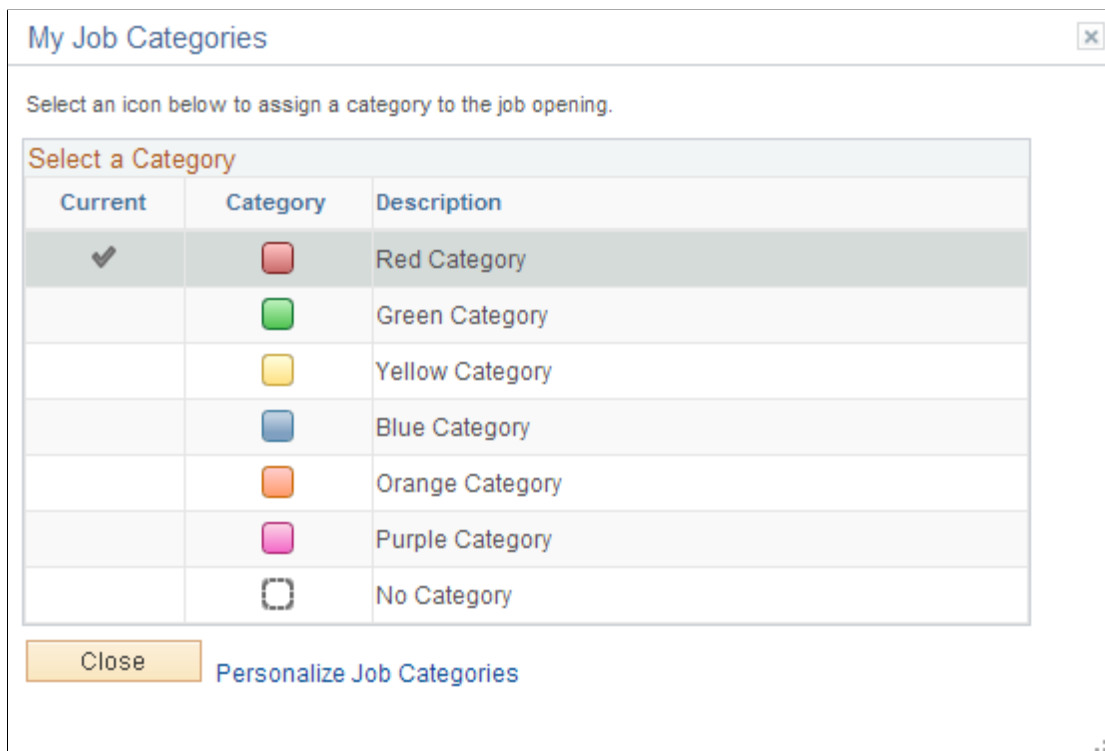 My Job Categories
Select an icon below to assign a category to the job opening.
Select a Category
Current Category Description
Red Category
Green Category
Yellow Category
Blue Category
Orange Category
Purple Category
No Category
Close Personalize Job Categories